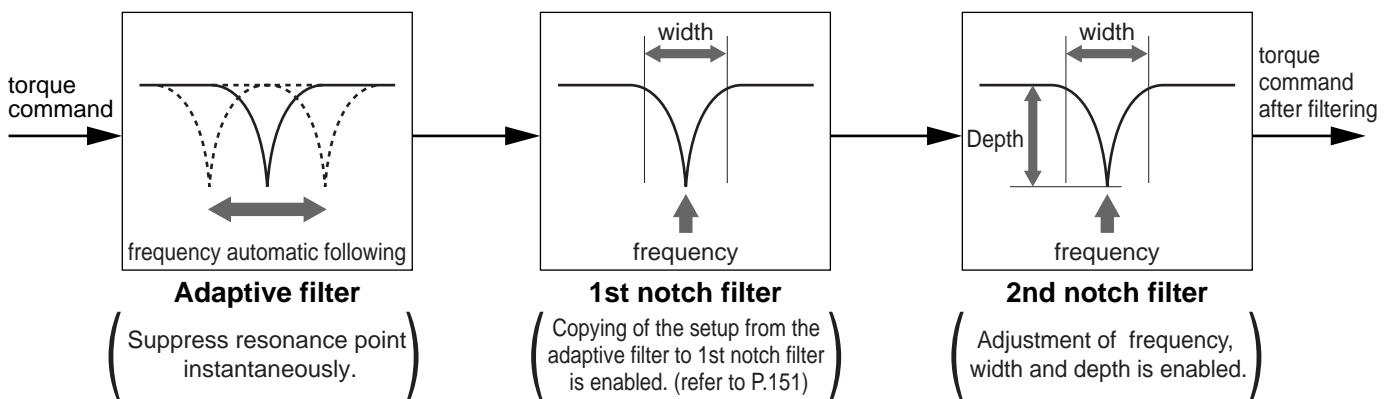 torque
command
frequency automatic following
Adaptive filter
Suppress resonance point
instantaneously.
width
frequency
1st notch filter
Copying of the setup from the
adaptive filter to 1st notch filter
is enabled. (refer to P.151)
width
Depth
frequency
2nd notch filter
Adjustment of frequency,
width and depth is enabled.
torque
command
after filtering